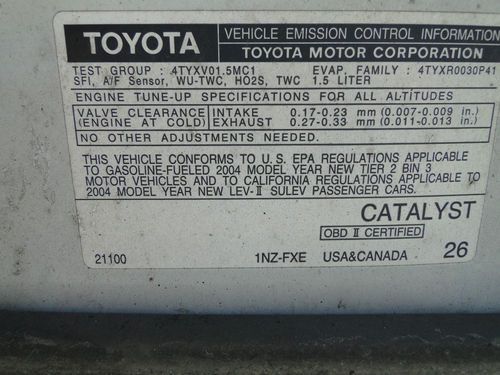 TOYOTA VEHICLE EMISSION CONTROL INFORMATION
TOYOTA MOTOR CORPORATION
TEST GROUP : 4TYXV01.5MC1 EVAP. FAMILY : 4TYXR0030P41
SFI, A/F Sensor, WU-TWC, HO2S, TWC 1.5 LITER
ENGINE TUNE-UP SPECIFICATIONS FOR ALL ALTITUDES
VALVE CLEARANCE INTAKE 0.17-0.23 mm (0.007-0.009 in.)
(ENGINE AT COLD) EXHAUST 0.27-0.33 mm (0.011-0.013 in.)
NO OTHER ADJUSTMENTS NEEDED.
THIS VEHICLE CONFORMS TO U.S. EPA REGULATIONS APPLICABLE
TO GASOLINE-FUELED 2004 MODEL YEAR NEW TIER 2 BIN 3
MOTOR VEHICLES AND TO CALIFORNIA REGULATIONS APPLICABLE TO
2004 MODEL YEAR NEW LEV-II SULEV PASSENGER CARS.
CATALYST
OBD II CERTIFIED
21100 1NZ-FXE USA&CANADA 26